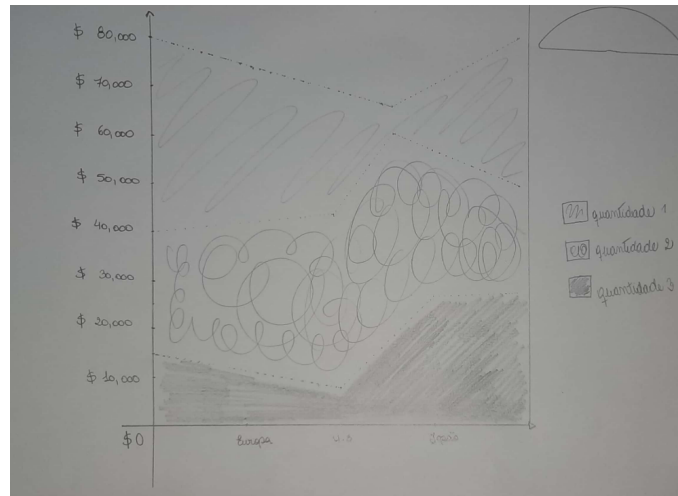 $ 80,000
$ 70,000
$ 60,000
$ 50,000
$ 40,000
$ 30,000
$ 20,000
$ 10,000
$ 0
Europa U.S Japão
quantidade 1
quantidade 2
quantidade 3